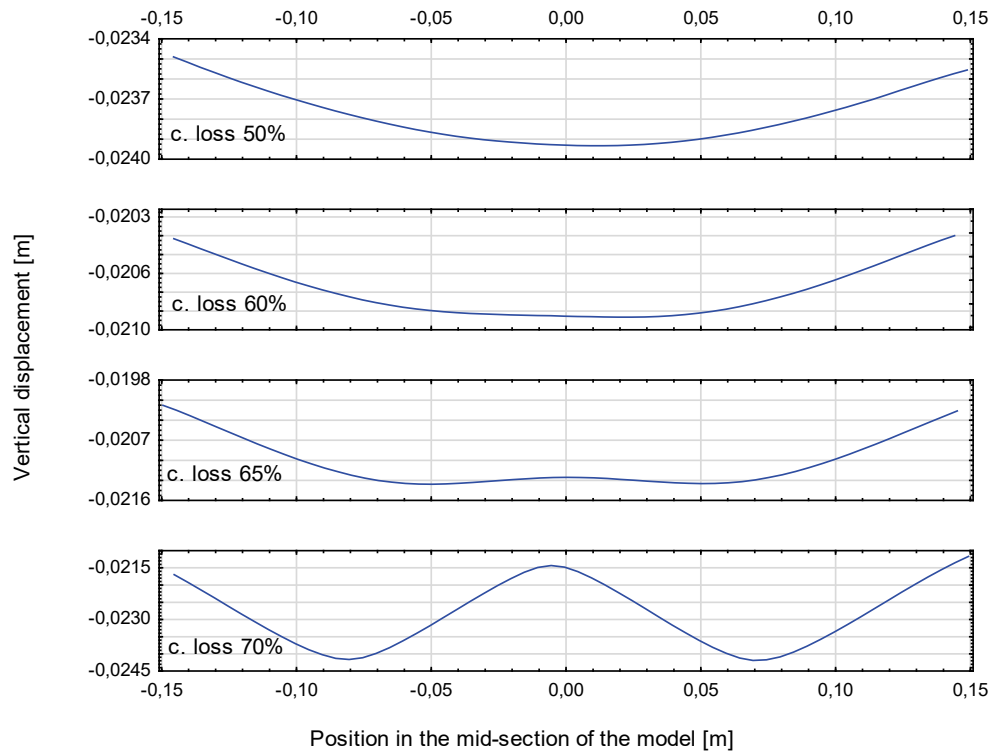 -0,15 -0,10 -0,05 0,00 0,05 0,10 0,15
-0,0234
-0,0237
c. loss 50%
-0,0240
-0,0203
-0,0206
c. loss 60%
-0,0210
Vertical displacement [m]
-0,0198
-0,0207
c. loss 65%
-0,0216
-0,0215
-0,0230
c. loss 70%
-0,0245
-0,15 -0,10 -0,05 0,00 0,05 0,10 0,15
Position in the mid-section of the model [m]